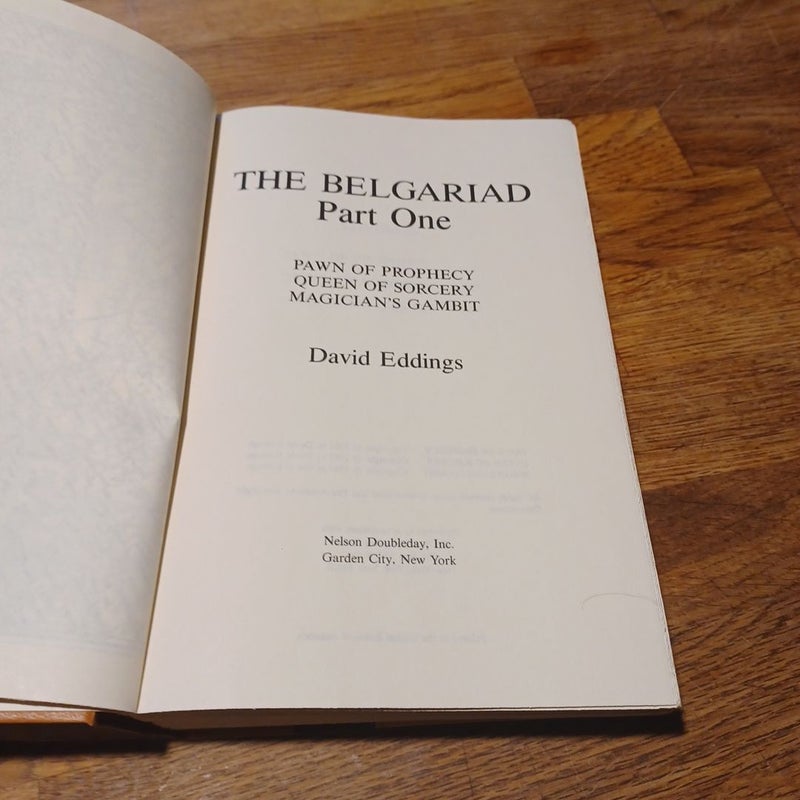 THE BELGARIAD
Part One
PAWN OF PROPHECY
QUEEN OF SORCERY
MAGICIAN'S GAMBIT
David Eddings
Nelson Doubleday, Inc.
Garden City, New York